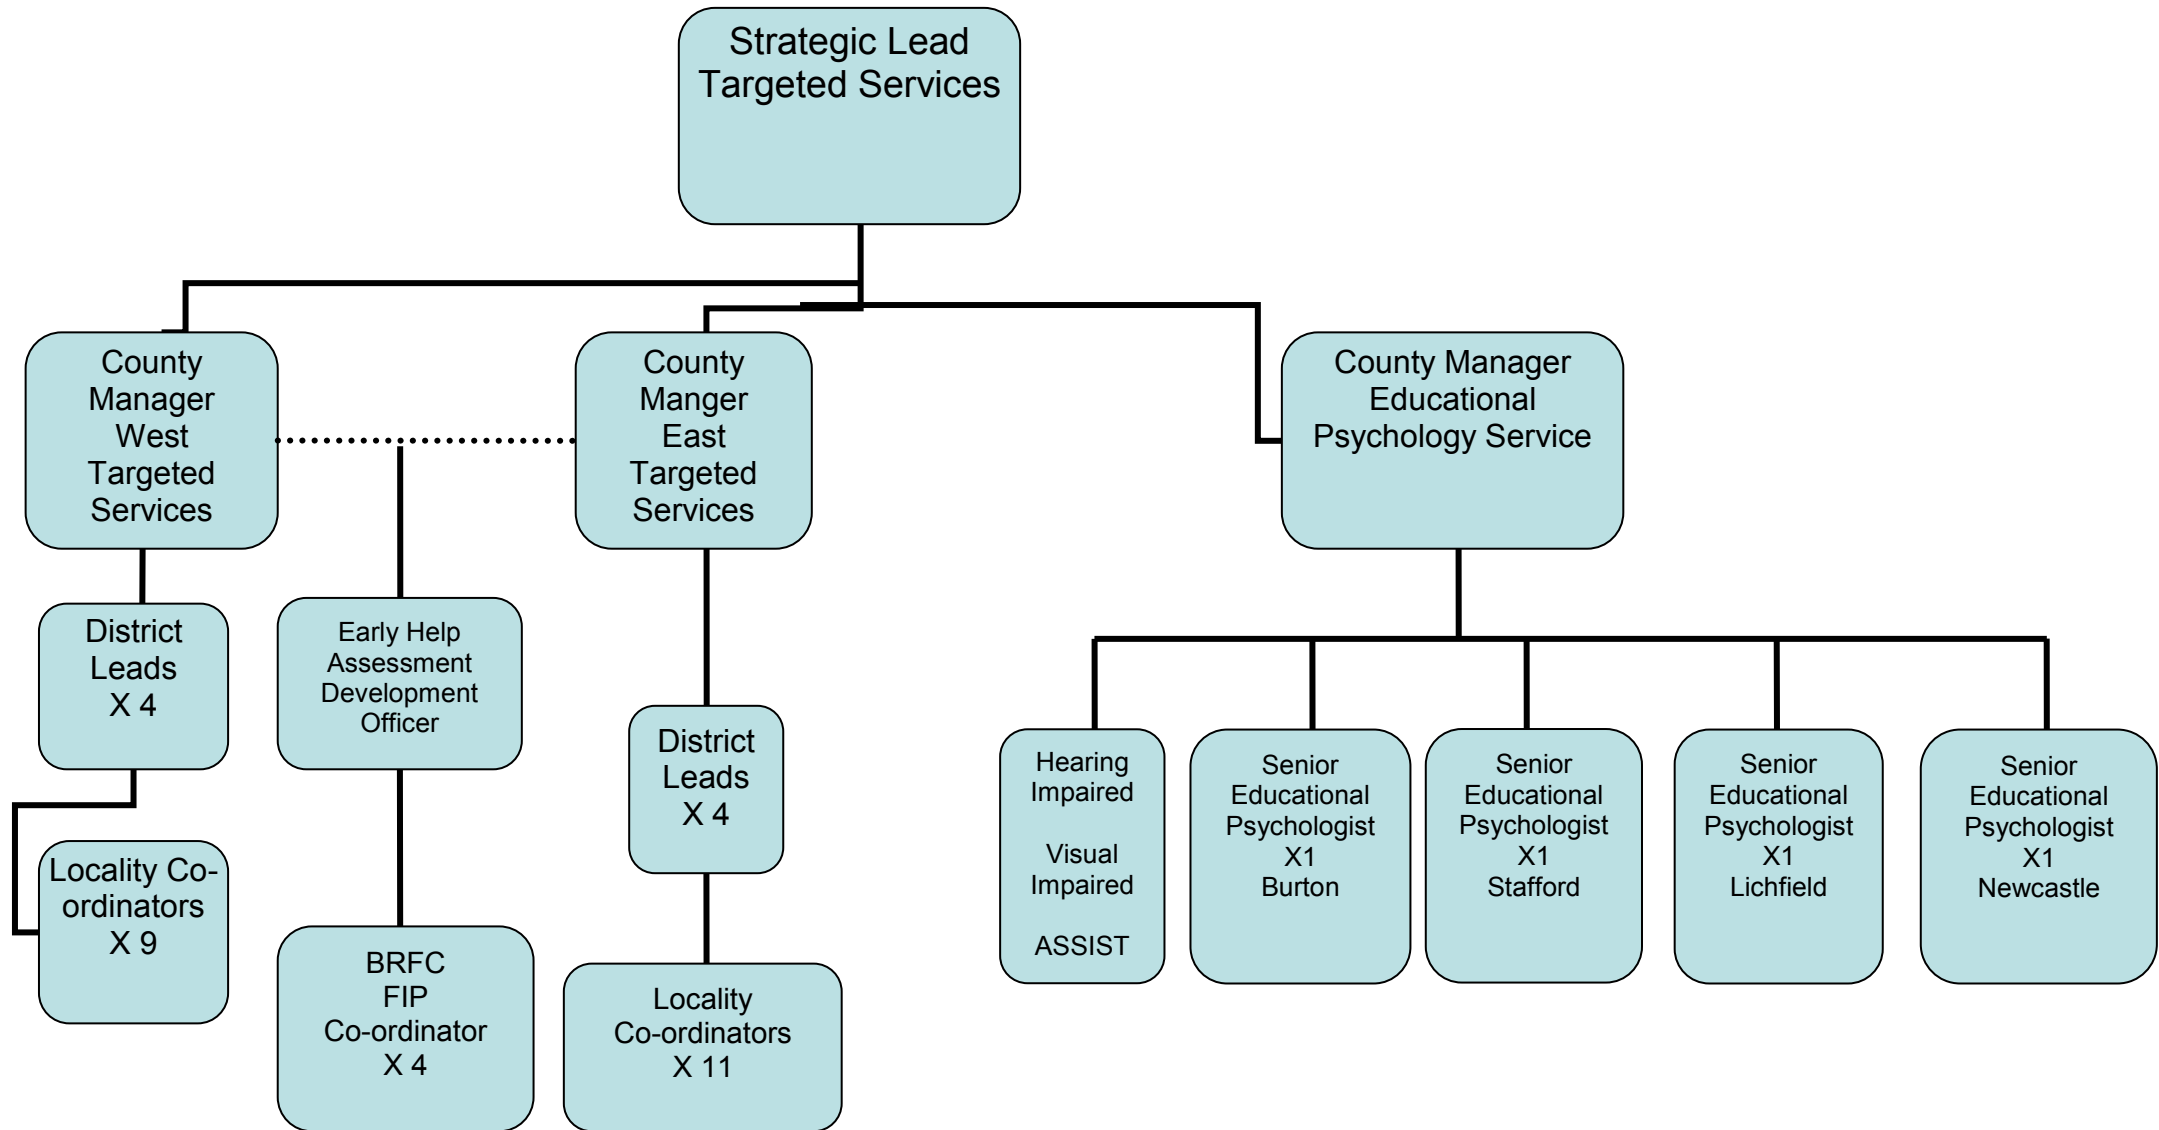 Strategic Lead
Targeted Services
County
Manager
West
Targeted
Services
County
Manger
East
Targeted
Services
County Manager
Educational
Psychology Service
District
Leads
X 4
Early Help
Assessment
Development
Officer
District
Leads
X 4
Hearing
Impaired
Visual
Impaired
ASSIST
Senior
Educational
Psychologist
X1
Burton
Senior
Educational
Psychologist
X1
Stafford
Senior
Educational
Psychologist
X1
Lichfield
Senior
Educational
Psychologist
X1
Newcastle
Locality Co-
ordinators
X 9
BRFC
FIP
Co-ordinator
X 4
Locality
Co-ordinators
X 11